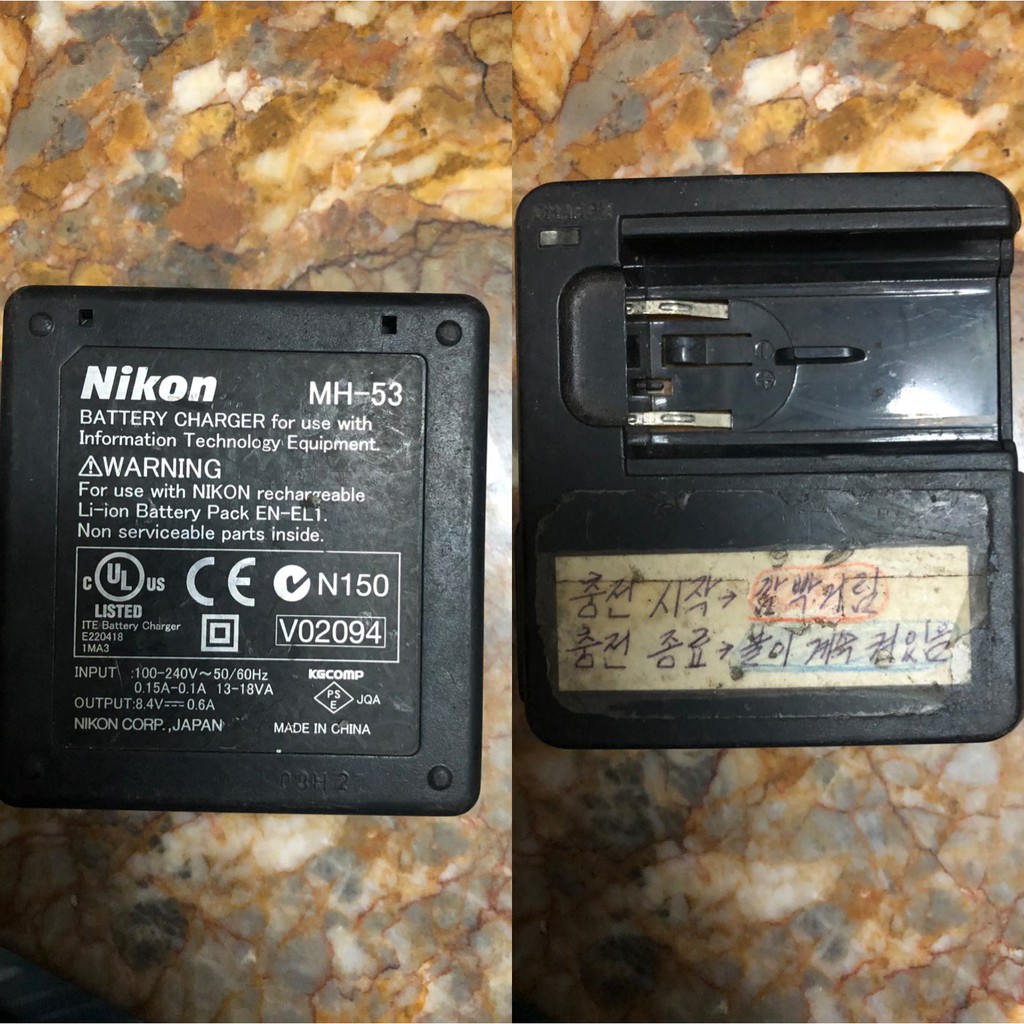 Nikon MH-53
BATTERY CHARGER for use with
Information Technology Equipment.
⚠WARNING
For use with NIKON rechargeable
Li-ion Battery Pack EN-EL1.
Non serviceable parts inside.
C UL US
LISTED
CE N150
ITE Battery Charger
E220418
1MA3
V02094
INPUT :100-240V~50/60Hz
0.15A-0.1A 13-18VA
OUTPUT:8.4V⎓0.6A
NIKON CORP.,JAPAN
KGCOMP
PS
E
JQA
MADE IN CHINA
충전 시작→ 깜박거림
충전 종료→ 불이 계속 켜있음